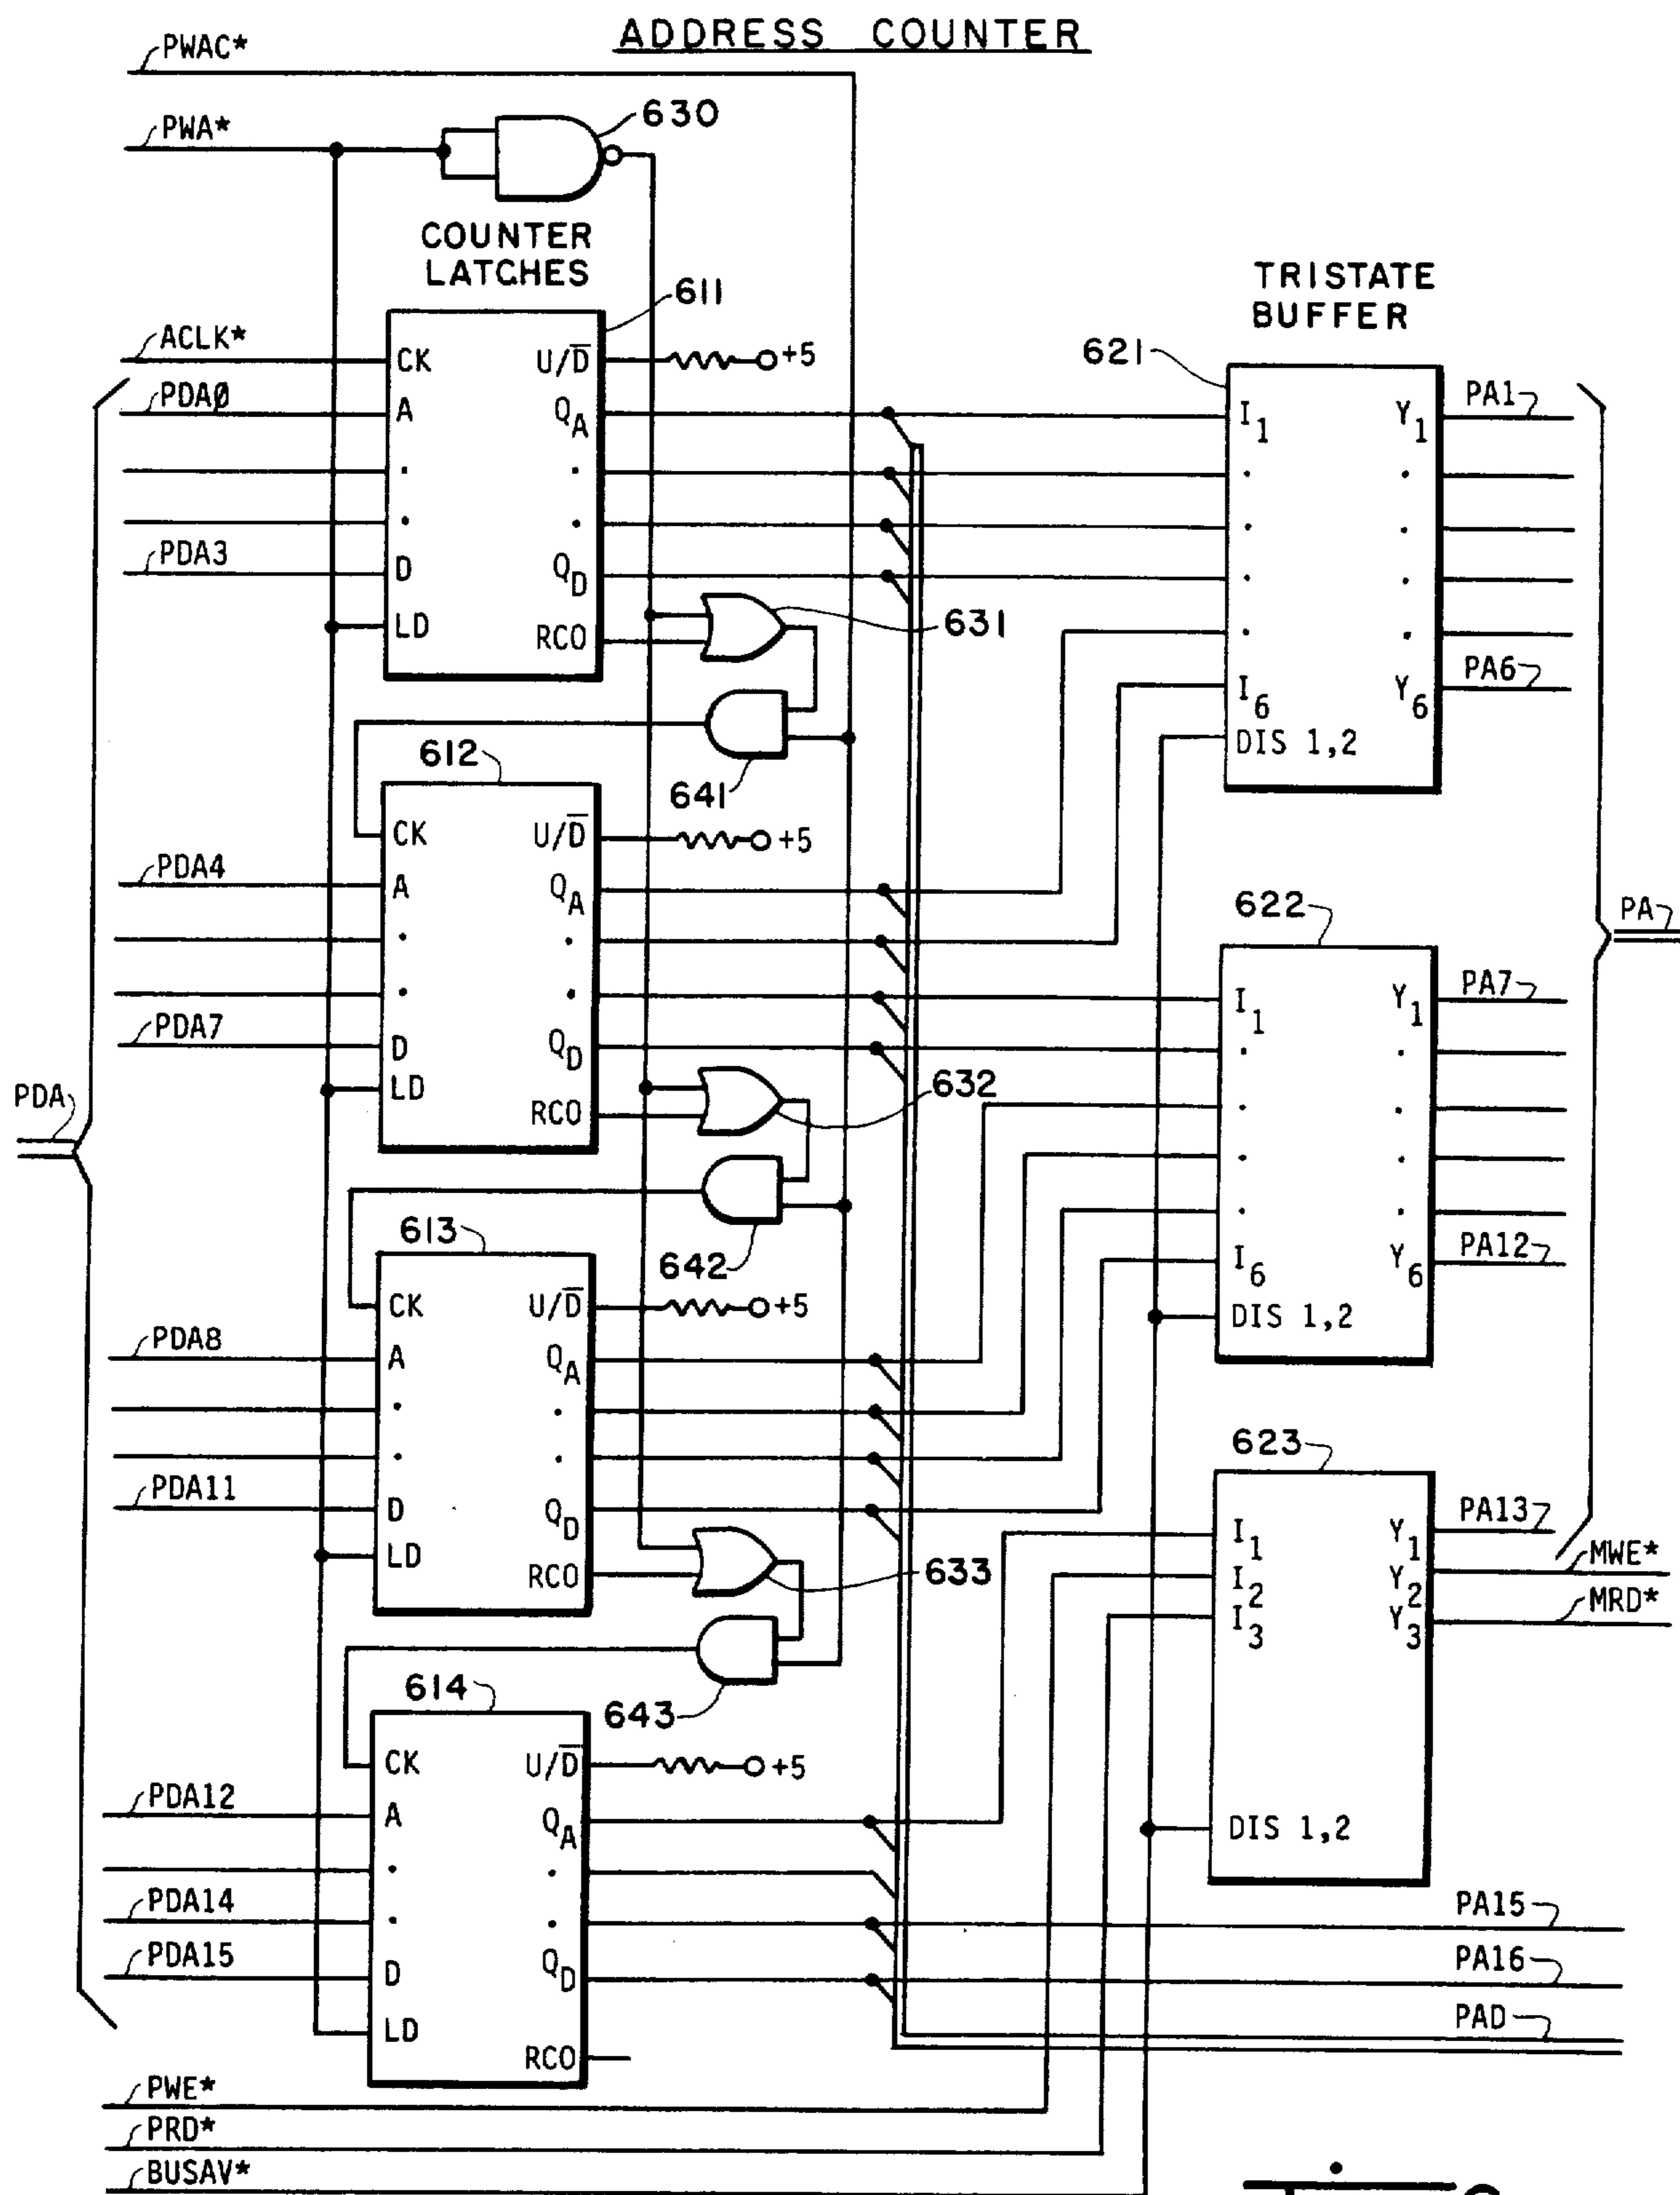 ADDRESS COUNTER
PWAC*
PWA*
630
COUNTER
LATCHES
611
TRISTATE
BUFFER
ACLK*
CK
U/D̅
+5
621
PDAØ
A
QA
I1
Y1
PA1
PDA3
D
QD
LD
RCO
631
I6
Y6
PA6
DIS 1,2
641
612
CK
U/D̅
+5
PDA4
A
QA
622
PA
I1
Y1
PA7
PDA7
D
QD
LD
RCO
632
PDA
613
642
I6
Y6
PA12
CK
U/D̅
+5
DIS 1,2
PDA8
A
QA
623
PDA11
D
QD
I1
Y1
PA13
LD
RCO
633
I2
Y2
MWE*
I3
Y3
MRD*
614
643
CK
U/D̅
+5
PDA12
A
QA
DIS 1,2
PDA14
PA15
PDA15
D
QD
PA16
LD
PAD
RCO
PWE*
PRD*
BUSAV*